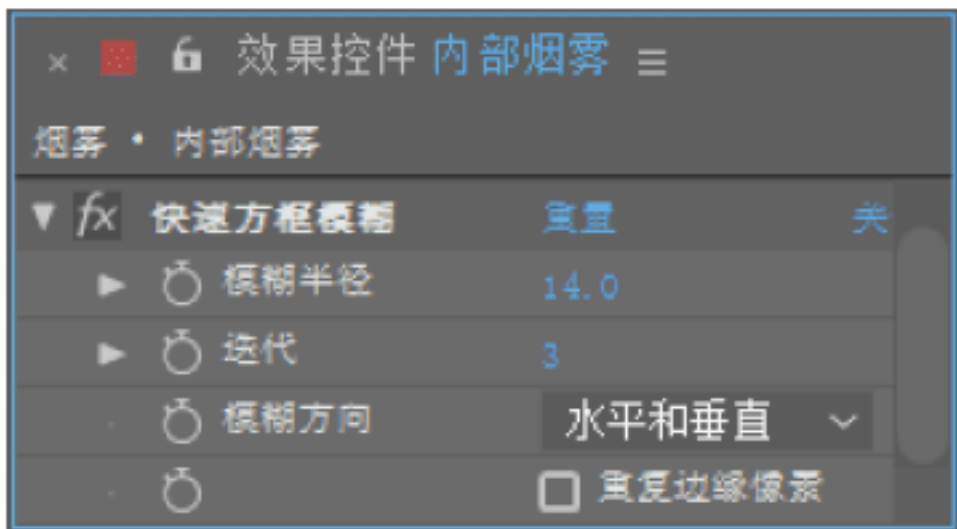 × 效果控件 内部烟雾 ≡
烟雾 • 内部烟雾
fx 快速方框模糊 重置 关
模糊半径 14.0
迭代 3
模糊方向 水平和垂直
重复边缘像素